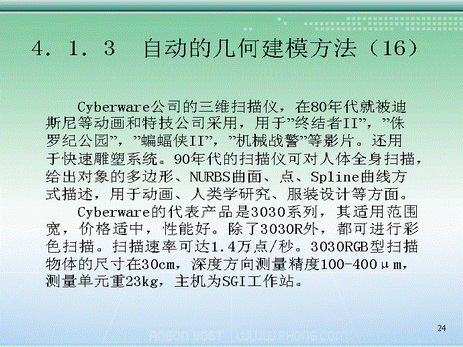 4．1．3　自动的几何建模方法（16）
Cyberware公司的三维扫描仪，在80年代就被迪
斯尼等动画和特技公司采用，用于”终结者II”，”侏
罗纪公园”，”蝙蝠侠II”，”机械战警”等影片。还用
于快速雕塑系统。90年代的扫描仪可对人体全身扫描，
给出对象的多边形、NURBS曲面、点、Spline曲线方
式描述，用于动画、人类学研究、服装设计等方面。
Cyberware的代表产品是3030系列，其适用范围
宽，价格适中，性能好。除了3030R外，都可进行彩
色扫描。扫描速率可达1.4万点/秒。3030RGB型扫描
物体的尺寸在30cm，深度方向测量精度100-400μm，
测量单元重23kg，主机为SGI工作站。
24